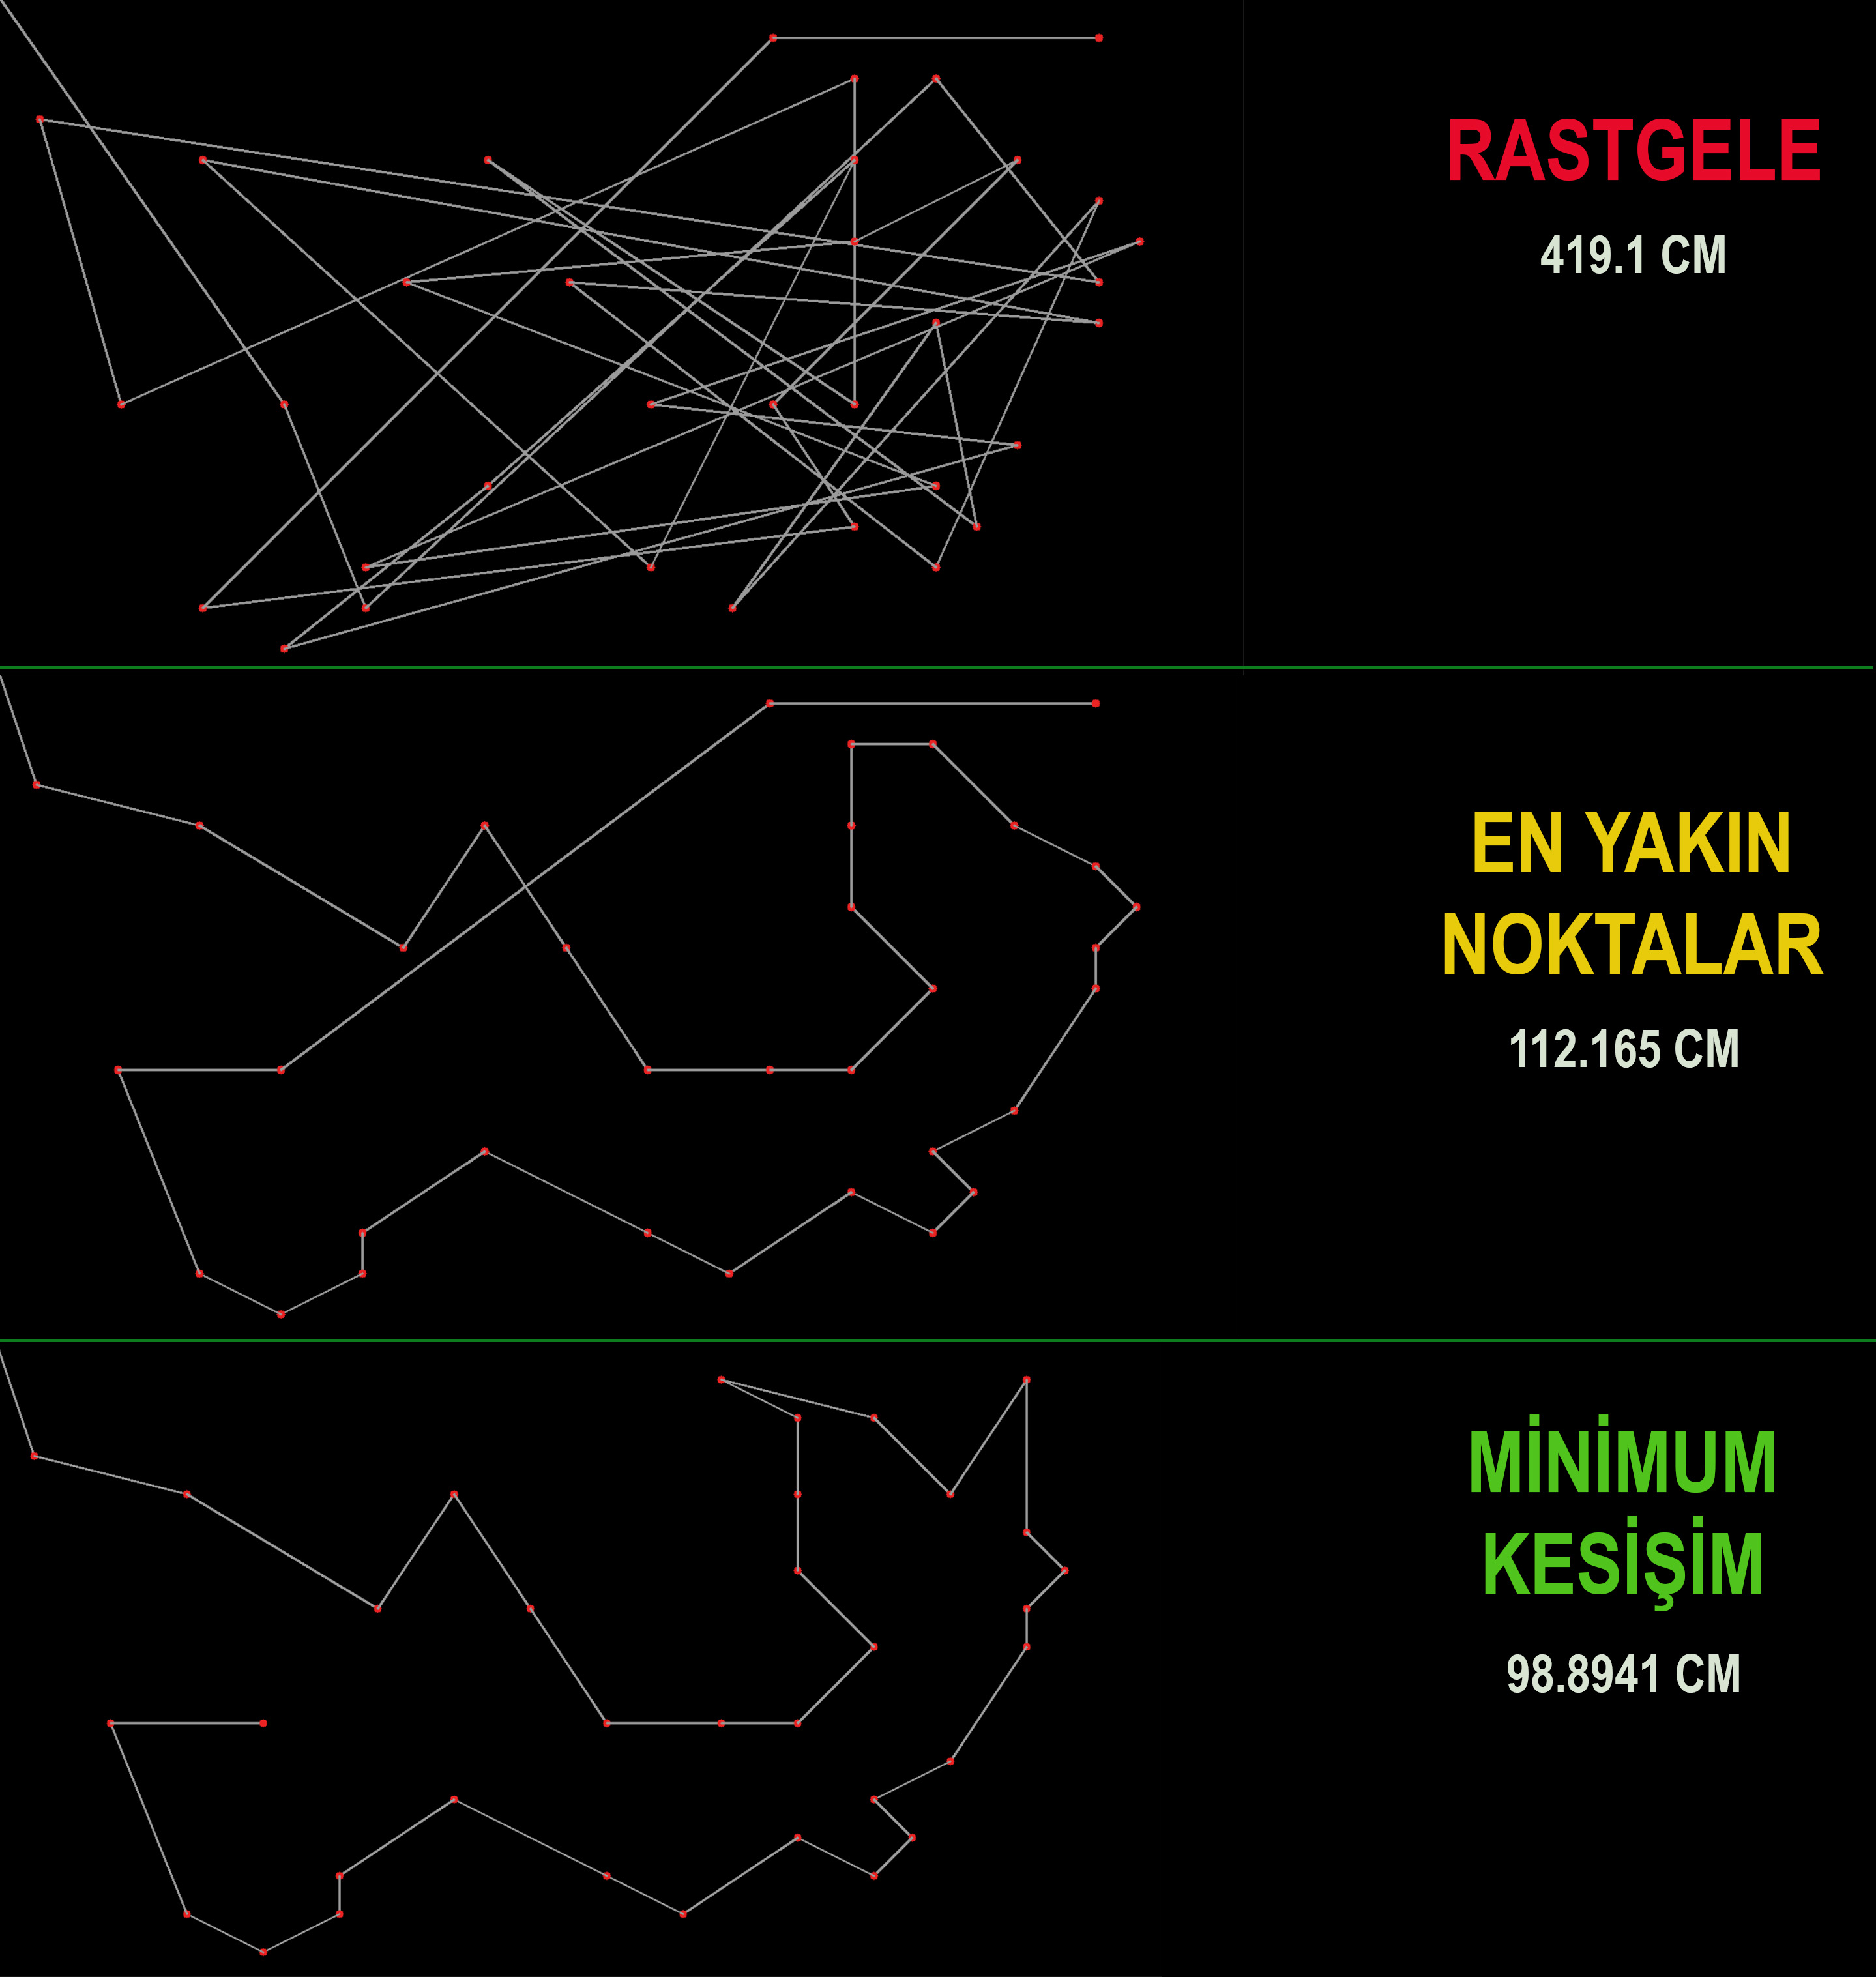 RASTGELE
419.1 CM
EN YAKIN
NOKTALAR
112.165 CM
MİNİMUM
KESİŞİM
98.8941 CM